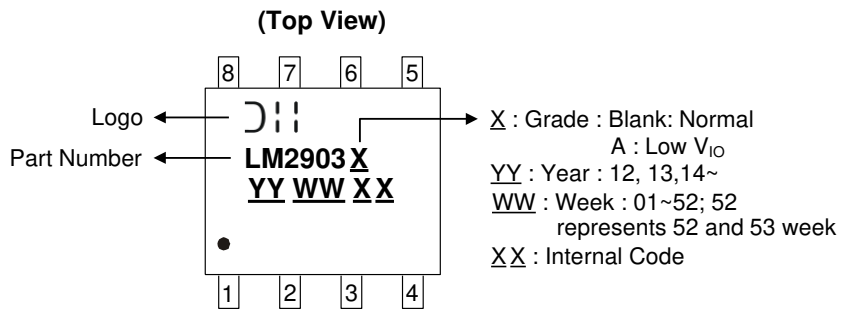 (Top View)
8 7 6 5
Logo
X : Grade : Blank: Normal
A : Low VIO
Part Number
LM2903 X
YY WW X X
YY : Year : 12, 13,14~
WW : Week : 01~52; 52
represents 52 and 53 week
X X : Internal Code
1 2 3 4